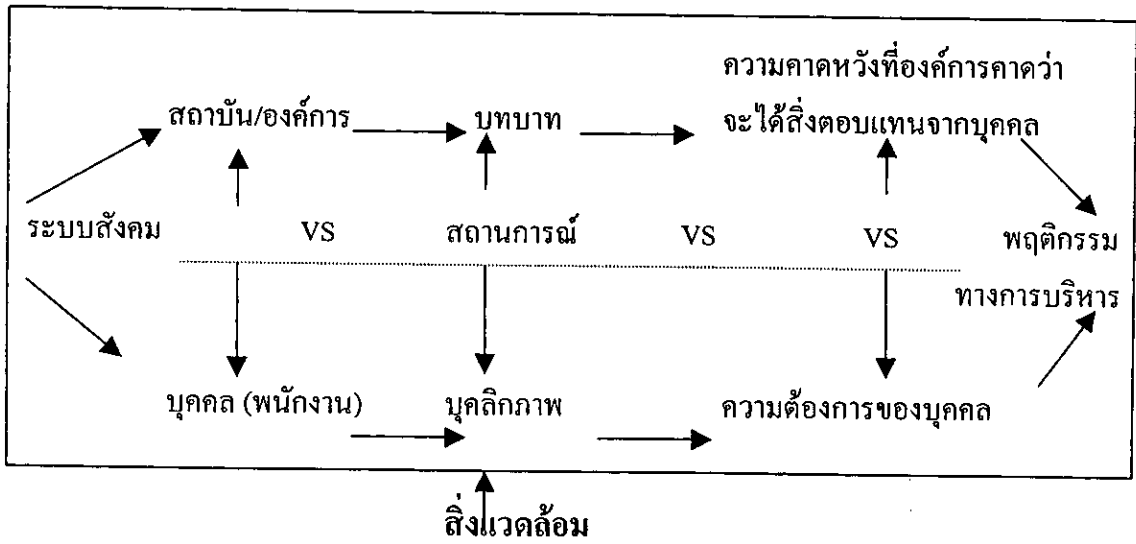 ความคาดหวังที่องค์การคาดว่า
สถาบัน/องค์การ บทบาท จะได้สิ่งตอบแทนจากบุคคล
ระบบสังคม VS สถานการณ์ VS VS พฤติกรรม
ทางการบริหาร
บุคคล (พนักงาน) บุคลิกภาพ ความต้องการของบุคคล
สิ่งแวดล้อม